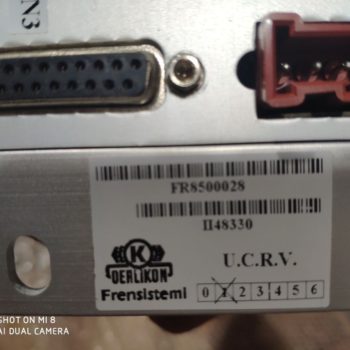 N3
FR8500028
II48330
K
OERLIKON
Frensistemi
U.C.R.V.
0 1 2 3 4 5 6
SHOT ON MI 8
AI DUAL CAMERA